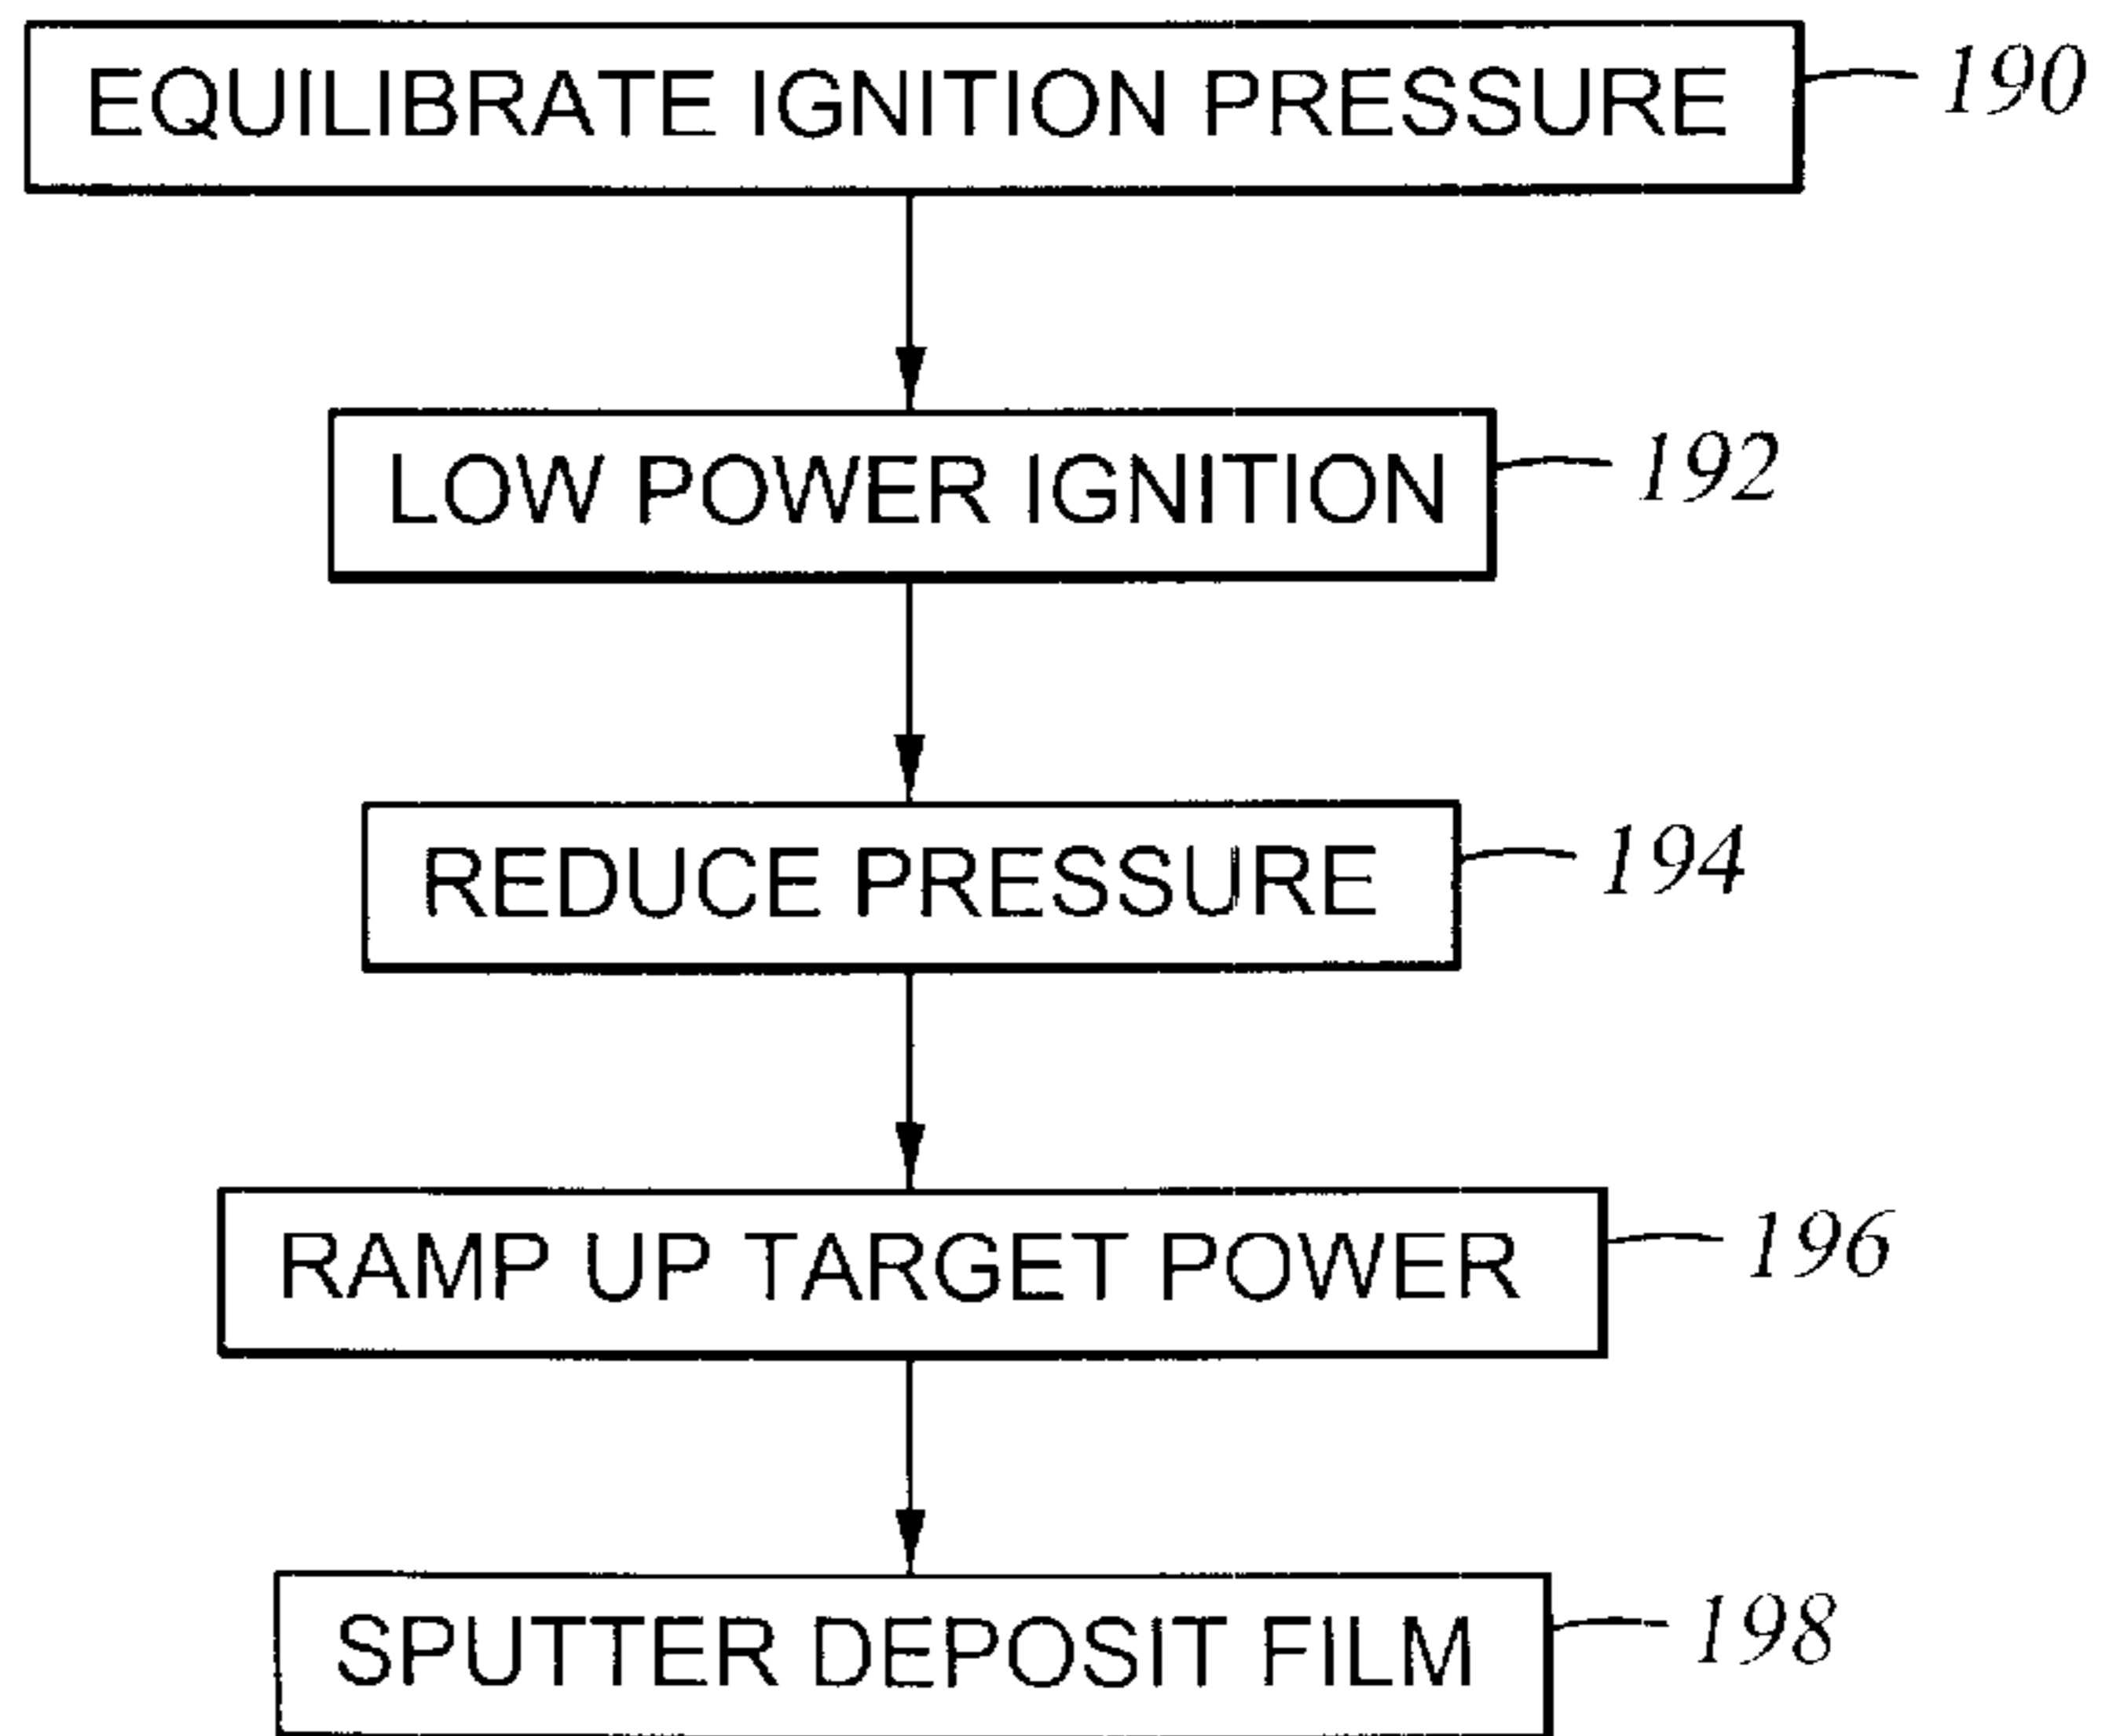 EQUILIBRATE IGNITION PRESSURE 190
LOW POWER IGNITION 192
REDUCE PRESSURE 194
RAMP UP TARGET POWER 196
SPUTTER DEPOSIT FILM 198